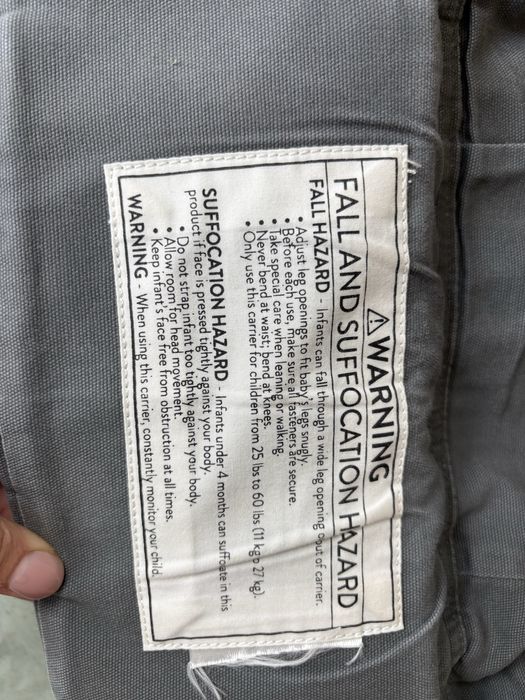 ⚠WARNING
FALL AND SUFFOCATION HAZARD
FALL HAZARD - Infants can fall through a wide leg opening or out of carrier.
• Adjust leg openings to fit baby's legs snugly.
• Before each use, make sure all fasteners are secure.
• Take special care when leaning or walking.
• Never bend at waist; bend at knees.
• Only use this carrier for children from 25 lbs to 60 lbs (11 kg to 27 kg).
SUFFOCATION HAZARD - Infants under 4 months can suffoate in this
product if face is pressed tightly against your body.
• Do not strap infant too tightly against your body.
• Allow room for head movement.
• Keep infant's face free from obstruction at all times.
WARNING - When using this carrier, constantly monitor your child.